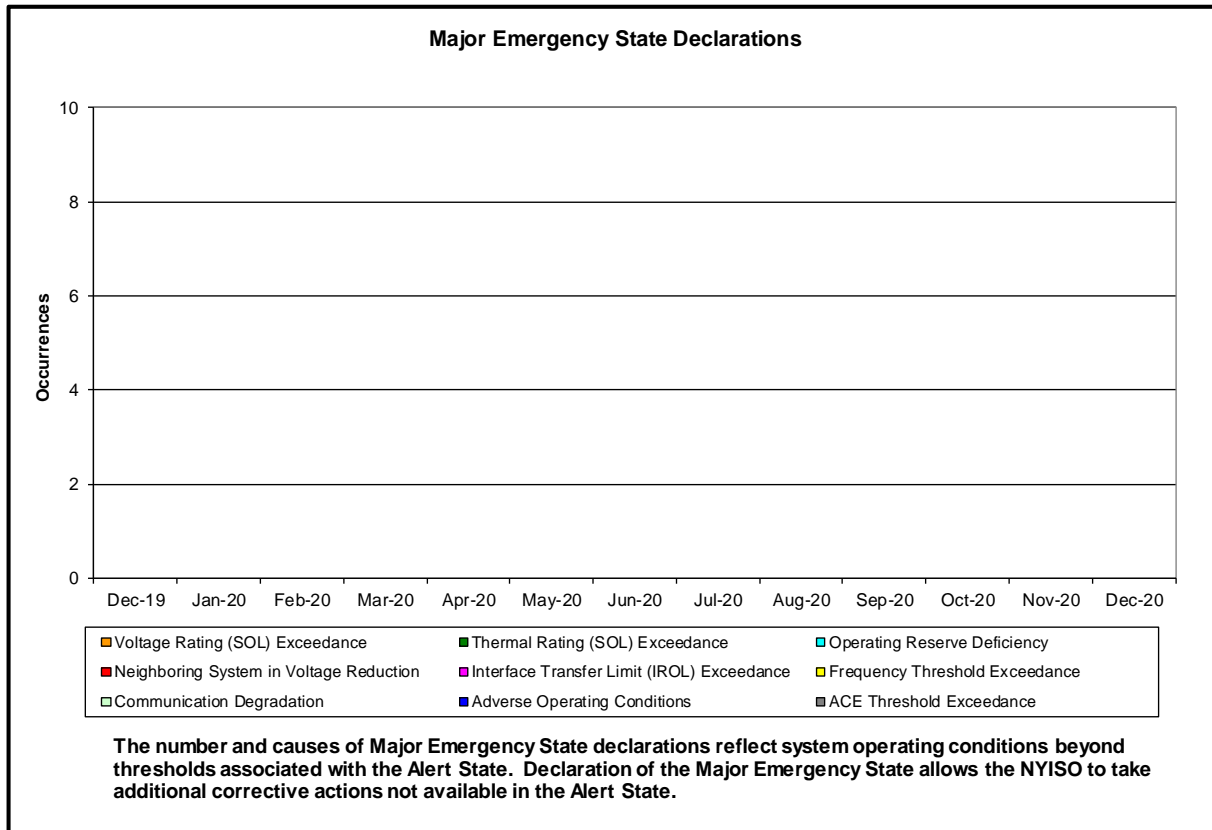 Major Emergency State Declarations
10
8
6
4
2
0
Occurrences
Dec-19 Jan-20 Feb-20 Mar-20 Apr-20 May-20 Jun-20 Jul-20 Aug-20 Sep-20 Oct-20 Nov-20 Dec-20
Voltage Rating (SOL) Exceedance Thermal Rating (SOL) Exceedance Operating Reserve Deficiency
Neighboring System in Voltage Reduction Interface Transfer Limit (IROL) Exceedance Frequency Threshold Exceedance
Communication Degradation Adverse Operating Conditions ACE Threshold Exceedance
The number and causes of Major Emergency State declarations reflect system operating conditions beyond
thresholds associated with the Alert State. Declaration of the Major Emergency State allows the NYISO to take
additional corrective actions not available in the Alert State.